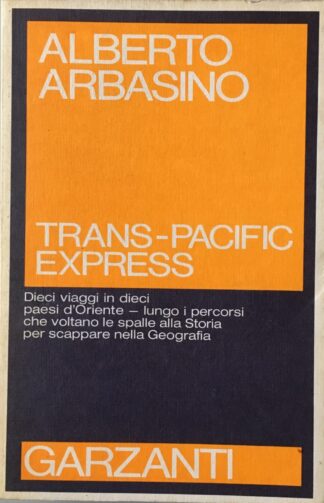 ALBERTO
ARBASINO
TRANS-PACIFIC
EXPRESS
Dieci viaggi in dieci
paesi d'Oriente – lungo i percorsi
che voltano le spalle alla Storia
per scappare nella Geografia
GARZANTI